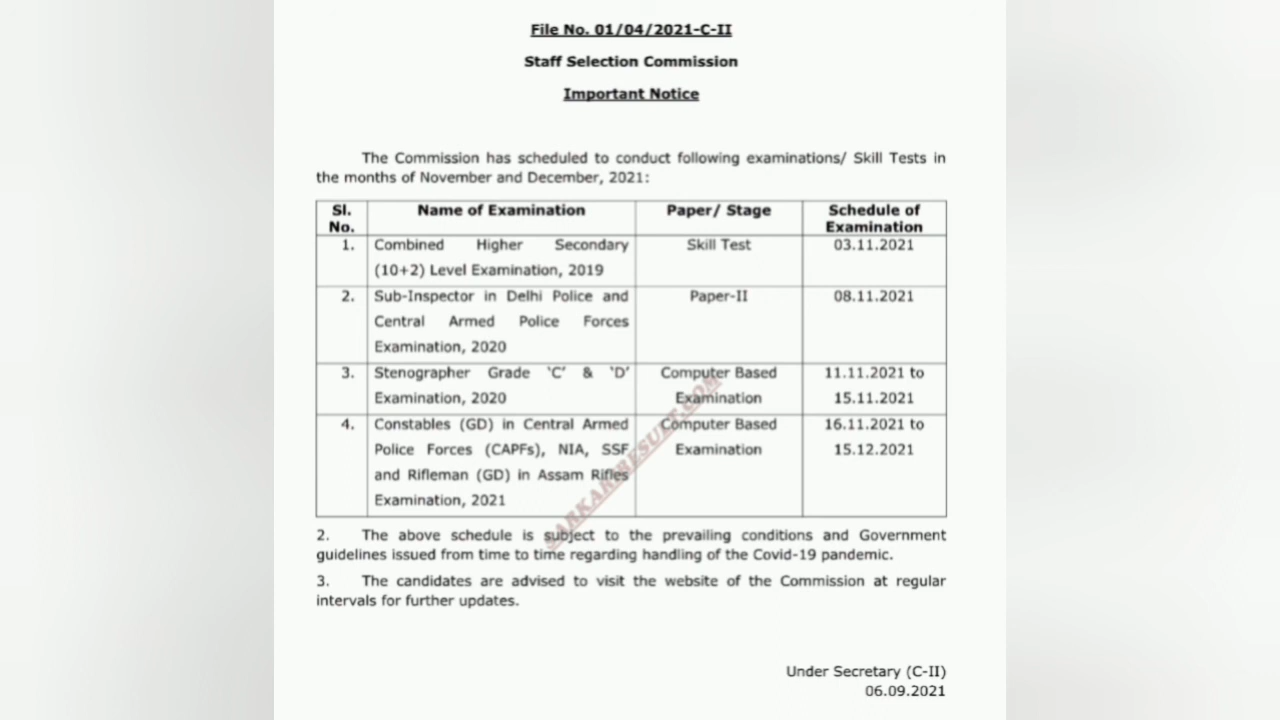 File No. 01/04/2021-C-II
Staff Selection Commission
Important Notice
The Commission has scheduled to conduct following examinations/ Skill Tests in
the months of November and December, 2021:
Sl. No. Name of Examination Paper/ Stage Schedule of Examination
1. Combined Higher Secondary Skill Test 03.11.2021
(10+2) Level Examination, 2019
2. Sub-Inspector in Delhi Police and Paper-II 08.11.2021
Central Armed Police Forces
Examination, 2020
3. Stenographer Grade 'C' & 'D' Computer Based 11.11.2021 to
Examination, 2020 Examination 15.11.2021
4. Constables (GD) in Central Armed Computer Based 16.11.2021 to
Police Forces (CAPFs), NIA, SSF Examination 15.12.2021
and Rifleman (GD) in Assam Rifles
Examination, 2021
SARKARIRESULT.COM
2. The above schedule is subject to the prevailing conditions and Government
guidelines issued from time to time regarding handling of the Covid-19 pandemic.
3. The candidates are advised to visit the website of the Commission at regular
intervals for further updates.
Under Secretary (C-II)
06.09.2021